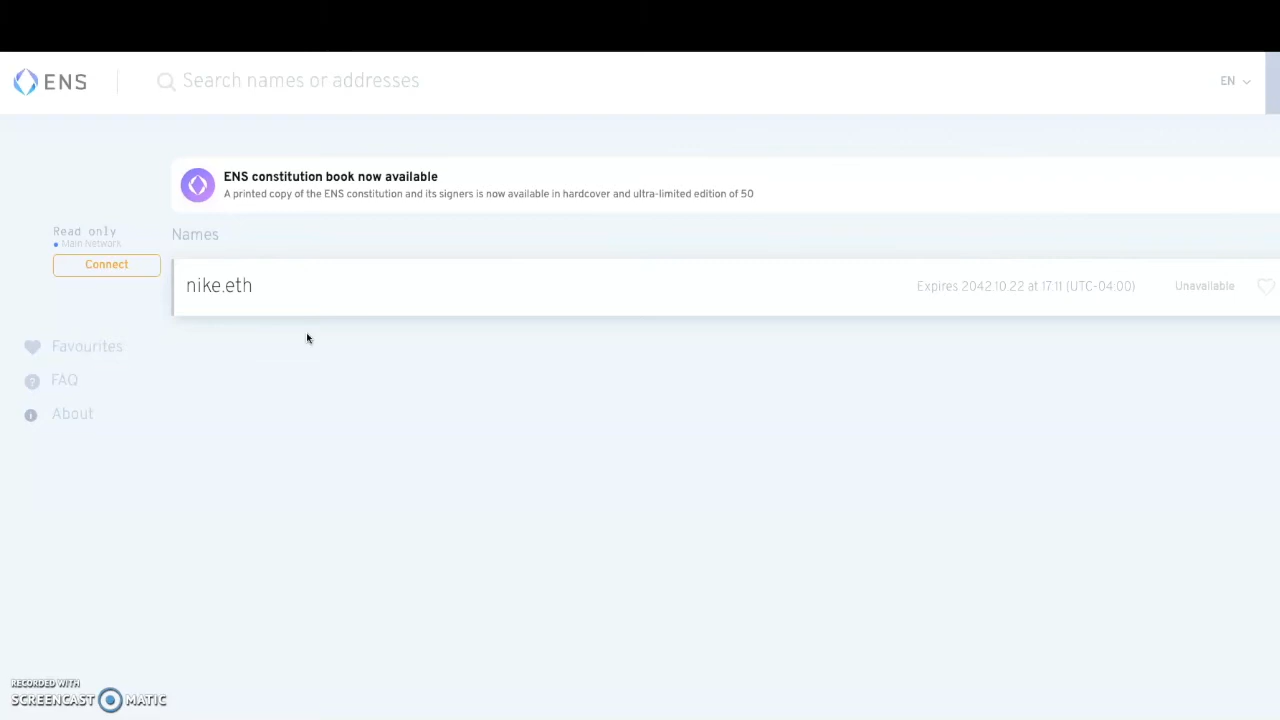 ENS
Search names or addresses
EN
ENS constitution book now available
A printed copy of the ENS constitution and its signers is now available in hardcover and ultra-limited edition of 50
Read only
Main Network
Connect
Names
nike.eth
Expires 2042.10.22 at 17:11 (UTC-04:00)
Unavailable
Favourites
FAQ
About
RECORDED WITH
SCREENCAST MATIC